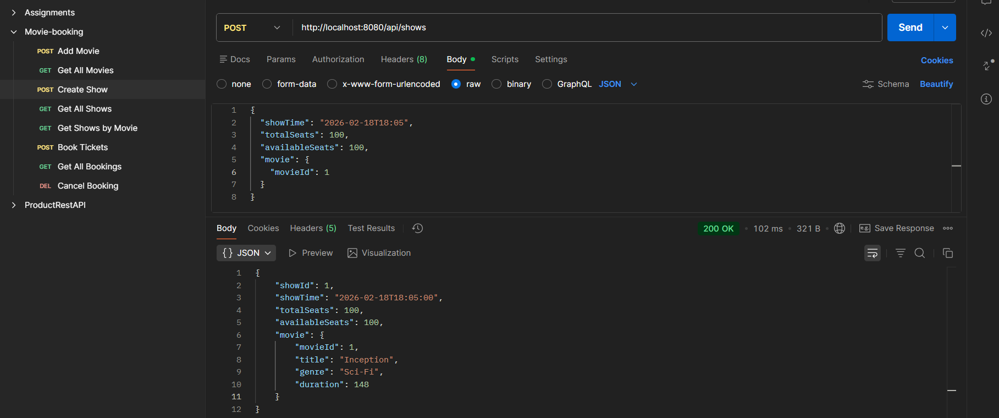 Assignments
Movie-booking
POST Add Movie
GET Get All Movies
POST Create Show
GET Get All Shows
GET Get Shows by Movie
POST Book Tickets
GET Get All Bookings
DEL Cancel Booking
ProductRestAPI
POST http://localhost:8080/api/shows Send
Docs Params Authorization Headers (8) Body Scripts Settings Cookies
none form-data x-www-form-urlencoded raw binary GraphQL JSON Schema Beautify
1 {
2 "showTime": "2026-02-18T18:05",
3 "totalSeats": 100,
4 "availableSeats": 100,
5 "movie": {
6 "movieId": 1
7 }
8 }
Body Cookies Headers (5) Test Results 200 OK • 102 ms • 321 B • e.g. Save Response
{} JSON Preview Visualization
1 {
2 "showId": 1,
3 "showTime": "2026-02-18T18:05:00",
4 "totalSeats": 100,
5 "availableSeats": 100,
6 "movie": {
7 "movieId": 1,
8 "title": "Inception",
9 "genre": "Sci-Fi",
10 "duration": 148
11 }
12 }